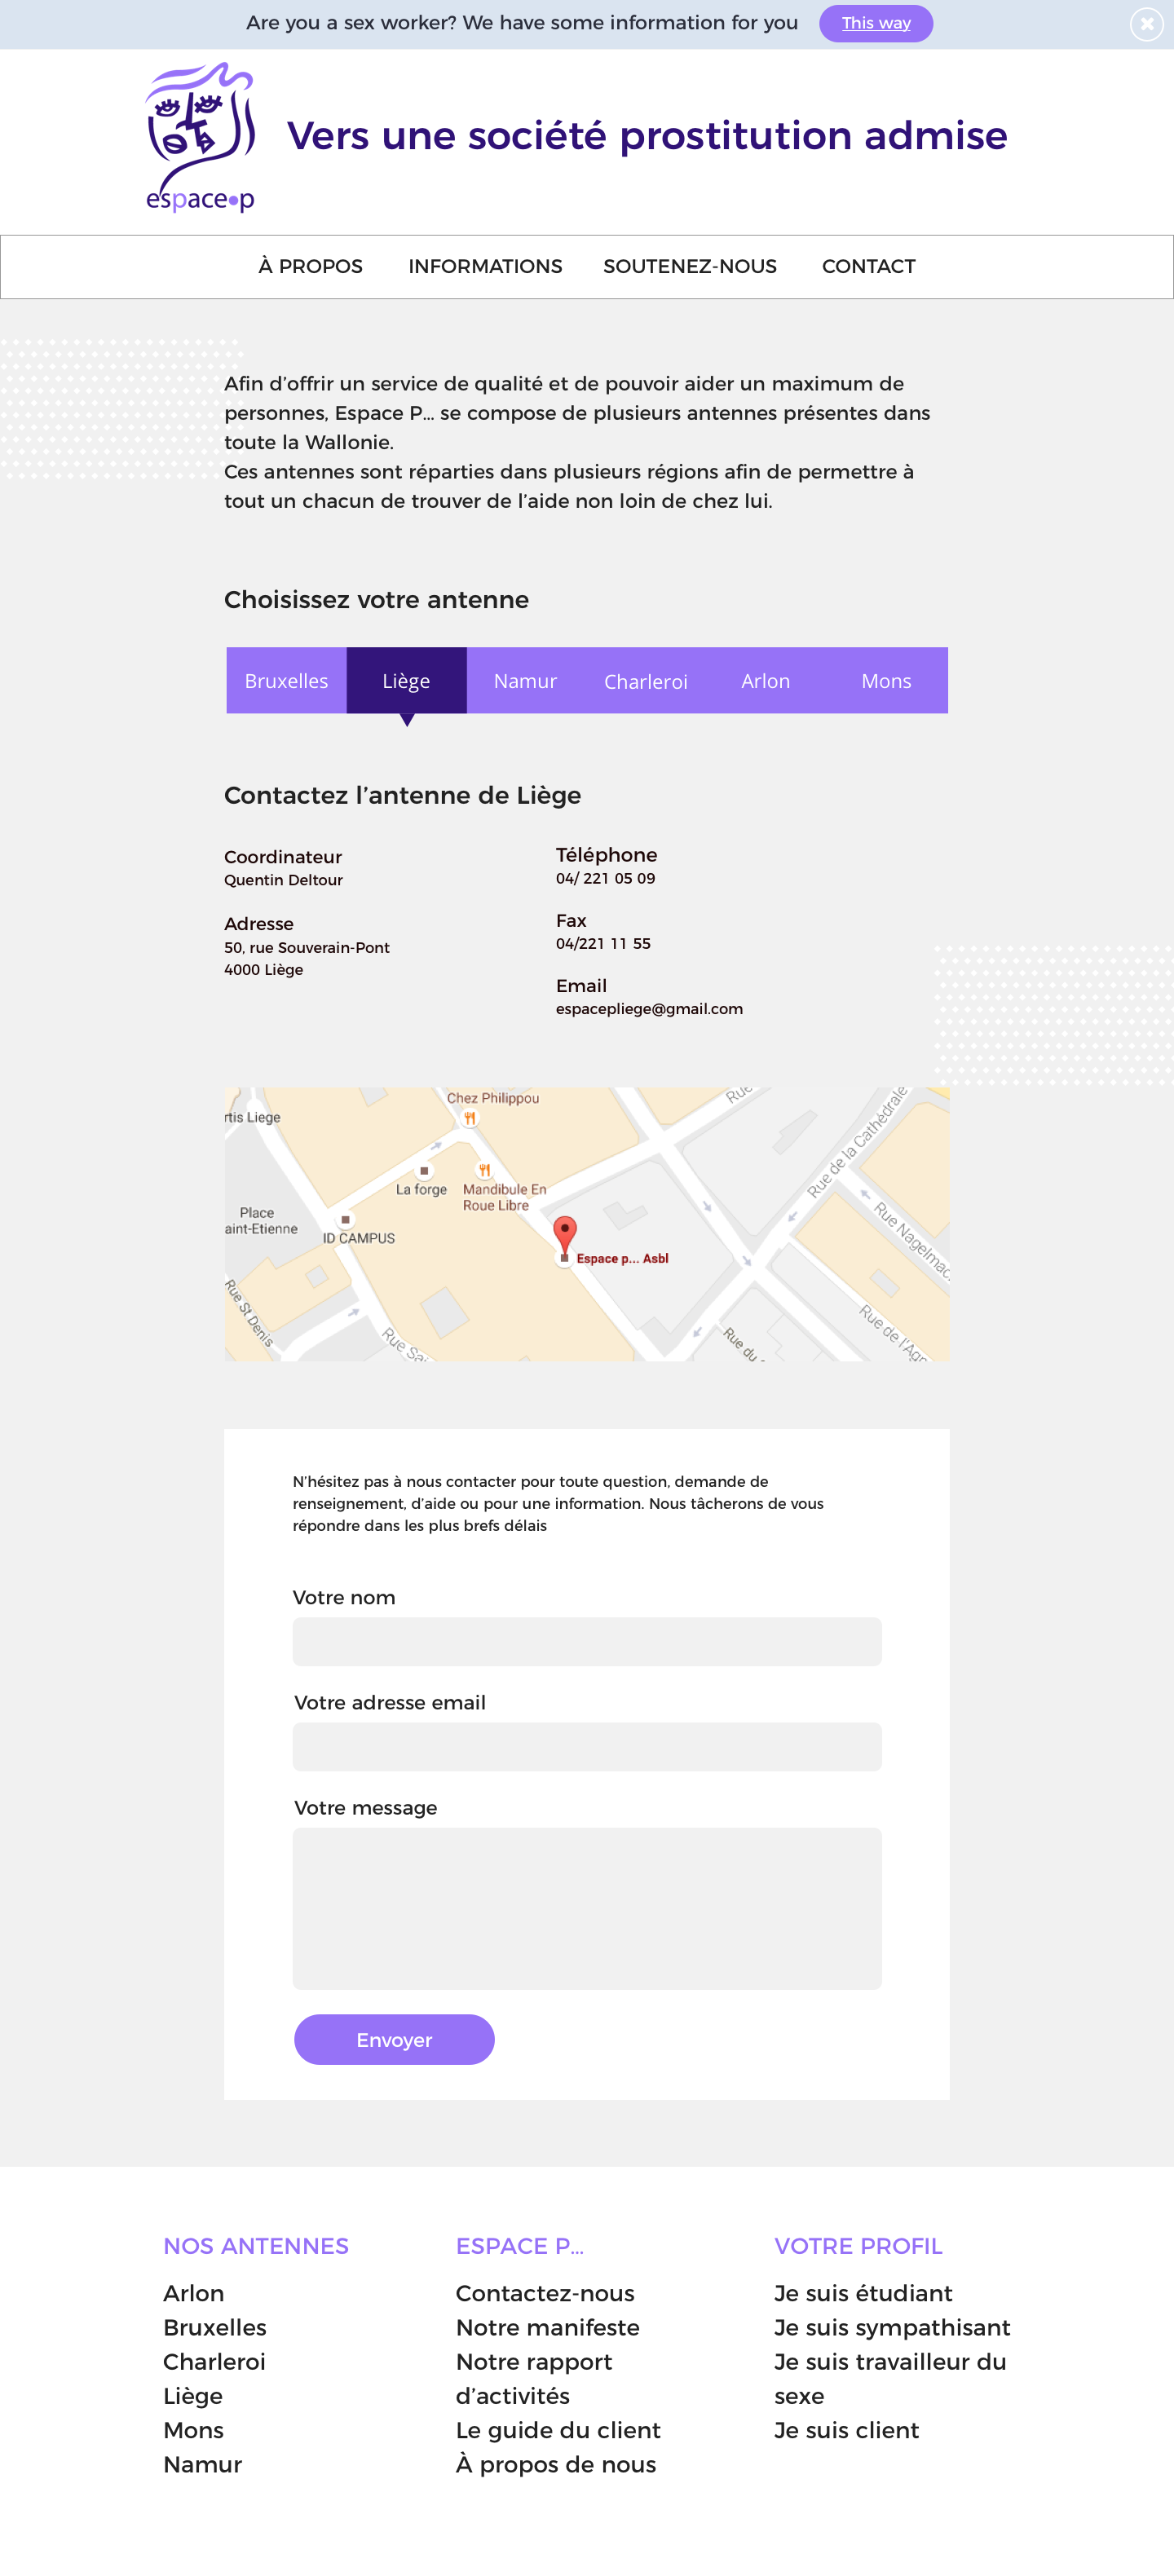 Are you a sex worker? We have some information for you
This way
espace•p
Vers une société prostitution admise
À PROPOS
INFORMATIONS
SOUTENEZ-NOUS
CONTACT
Afin d’offrir un service de qualité et de pouvoir aider un maximum de
personnes, Espace P... se compose de plusieurs antennes présentes dans
toute la Wallonie.
Ces antennes sont réparties dans plusieurs régions afin de permettre à
tout un chacun de trouver de l’aide non loin de chez lui.
Choisissez votre antenne
Bruxelles
Liège
Namur
Charleroi
Arlon
Mons
Contactez l’antenne de Liège
Coordinateur
Quentin Deltour
Adresse
50, rue Souverain-Pont
4000 Liège
Téléphone
04/ 221 05 09
Fax
04/221 11 55
Email
espacepliege@gmail.com
Chez Philippou
Rue
rtis Liege
Rue de la Cathédrale
La forge
Mandibule En
Roue Libre
Place
aint-Etienne
ID CAMPUS
Rue Nagelmac
Espace p... Asbl
Rue St Denis
Rue Sai
Rue du
Rue de l'Agn
N’hésitez pas à nous contacter pour toute question, demande de
renseignement, d’aide ou pour une information. Nous tâcherons de vous
répondre dans les plus brefs délais
Votre nom
Votre adresse email
Votre message
Envoyer
NOS ANTENNES
Arlon
Bruxelles
Charleroi
Liège
Mons
Namur
ESPACE P...
Contactez-nous
Notre manifeste
Notre rapport
d’activités
Le guide du client
À propos de nous
VOTRE PROFIL
Je suis étudiant
Je suis sympathisant
Je suis travailleur du
sexe
Je suis client